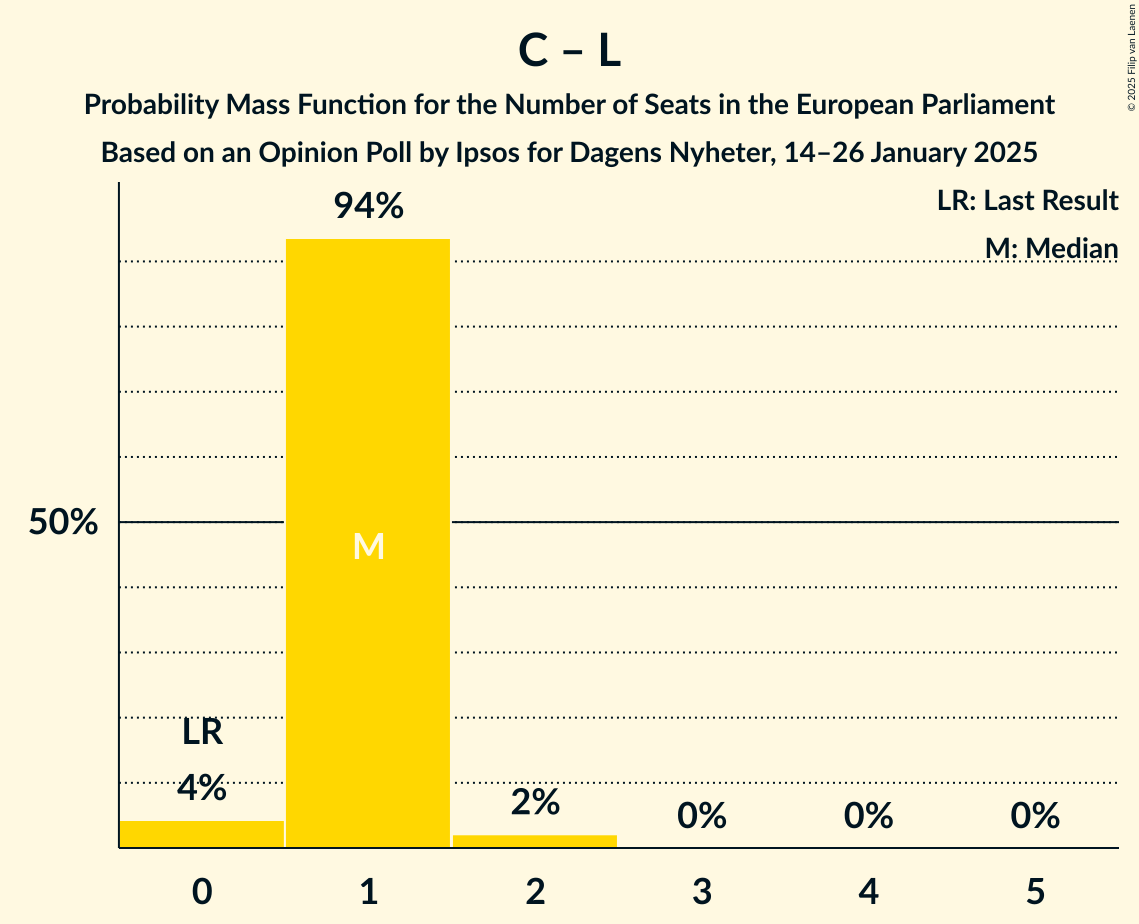 C – L
Probability Mass Function for the Number of Seats in the European Parliament
Based on an Opinion Poll by Ipsos for Dagens Nyheter, 14–26 January 2025
© 2025 Filip van Laenen
LR: Last Result
M: Median
94%
50%
M
LR
4%
2%
0%
0%
0%
0
1
2
3
4
5